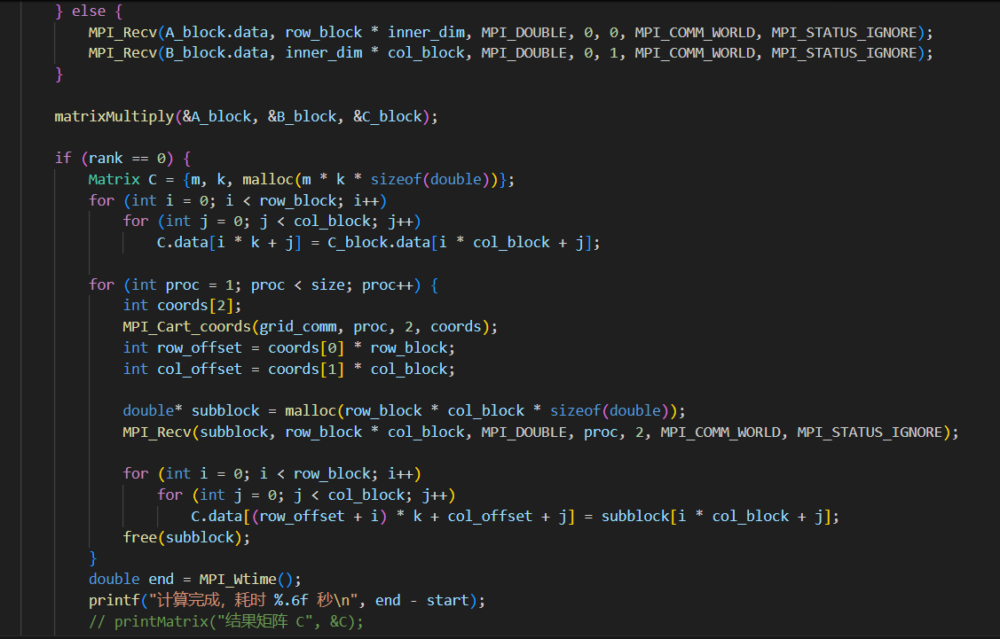 } else {
MPI_Recv(A_block.data, row_block * inner_dim, MPI_DOUBLE, 0, 0, MPI_COMM_WORLD, MPI_STATUS_IGNORE);
MPI_Recv(B_block.data, inner_dim * col_block, MPI_DOUBLE, 0, 1, MPI_COMM_WORLD, MPI_STATUS_IGNORE);
}
matrixMultiply(&A_block, &B_block, &C_block);
if (rank == 0) {
Matrix C = {m, k, malloc(m * k * sizeof(double))};
for (int i = 0; i < row_block; i++)
for (int j = 0; j < col_block; j++)
C.data[i * k + j] = C_block.data[i * col_block + j];
for (int proc = 1; proc < size; proc++) {
int coords[2];
MPI_Cart_coords(grid_comm, proc, 2, coords);
int row_offset = coords[0] * row_block;
int col_offset = coords[1] * col_block;
double* subblock = malloc(row_block * col_block * sizeof(double));
MPI_Recv(subblock, row_block * col_block, MPI_DOUBLE, proc, 2, MPI_COMM_WORLD, MPI_STATUS_IGNORE);
for (int i = 0; i < row_block; i++)
for (int j = 0; j < col_block; j++)
C.data[(row_offset + i) * k + col_offset + j] = subblock[i * col_block + j];
free(subblock);
}
double end = MPI_Wtime();
printf("计算完成，耗时 %.6f 秒\n", end - start);
// printMatrix("结果矩阵 C", &C);